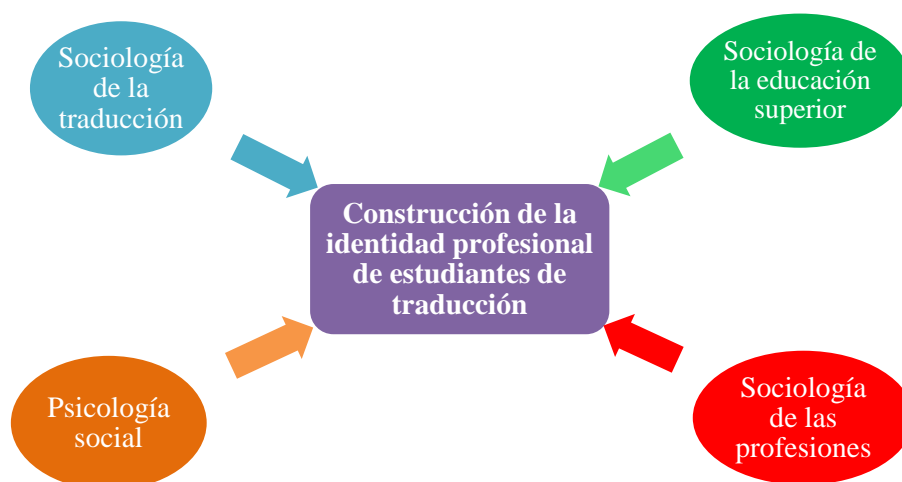 Sociología
de la
traducción
Sociología de
la educación
superior
Construcción de la
identidad profesional
de estudiantes de
traducción
Psicología
social
Sociología
de las
profesiones